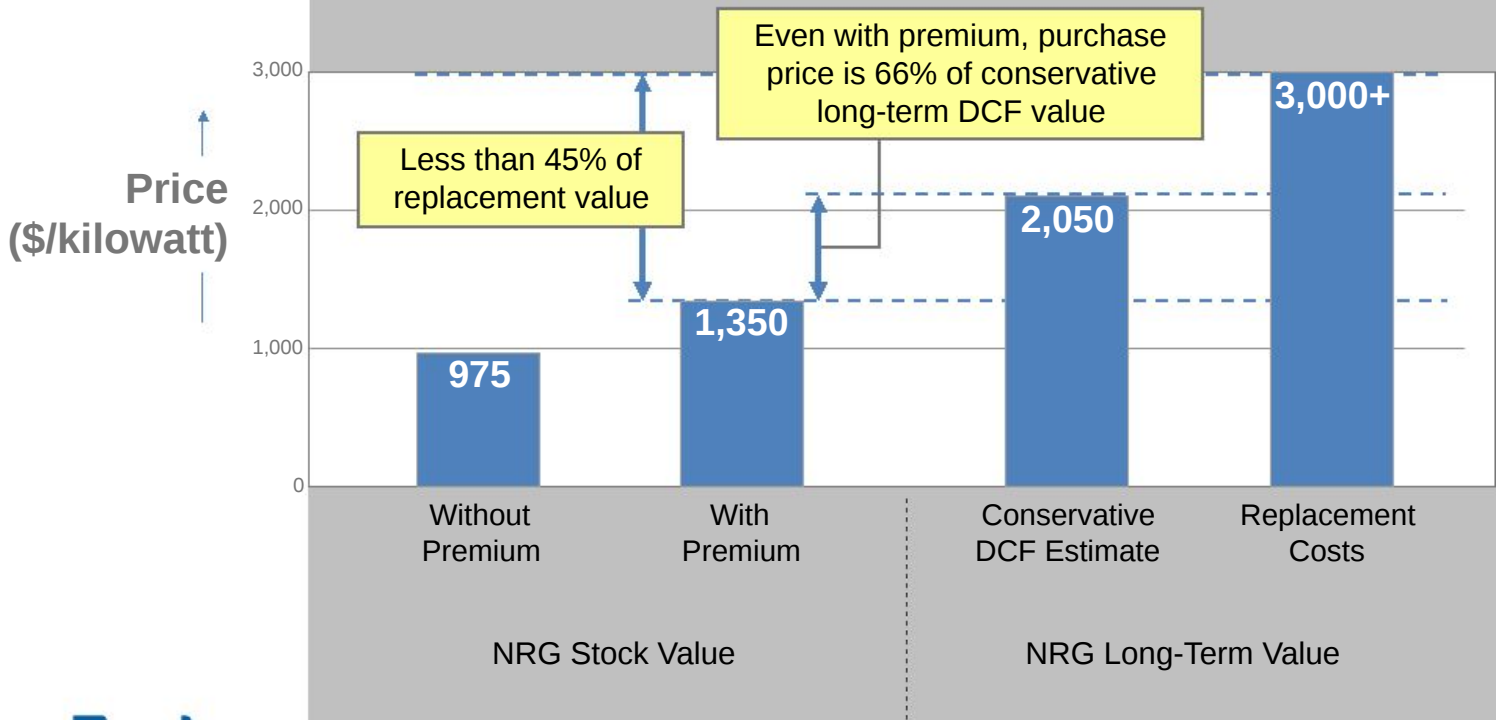 Even with premium, purchase
price is 66% of conservative
long-term DCF value
Less than 45% of
replacement value
Price
($/kilowatt)
3,000
2,000
1,000
0
975
1,350
2,050
3,000+
Without
Premium
With
Premium
Conservative
DCF Estimate
Replacement
Costs
NRG Stock Value
NRG Long-Term Value